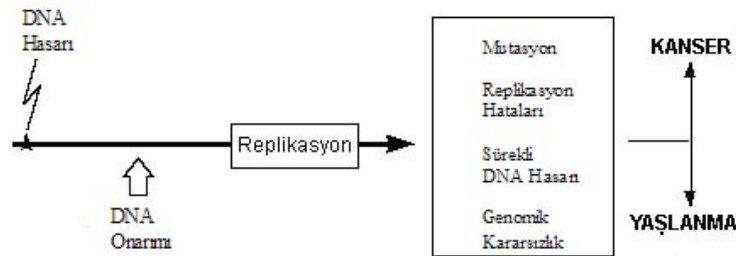 DNA
Hasarı
DNA
Onarımı
Replikasyon
Mutasyon
Replikasyon
Hataları
Sürekli
DNA Hasarı
Genomik
Kararsızlık
KANSER
YAŞLANMA